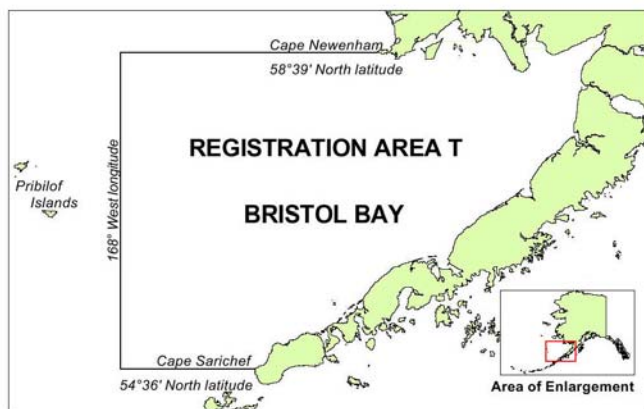 Cape Newenham
58°39' North latitude
REGISTRATION AREA T
168° West longitude
Pribilof
Islands
BRISTOL BAY
Cape Sarichef
54°36' North latitude
Area of Enlargement